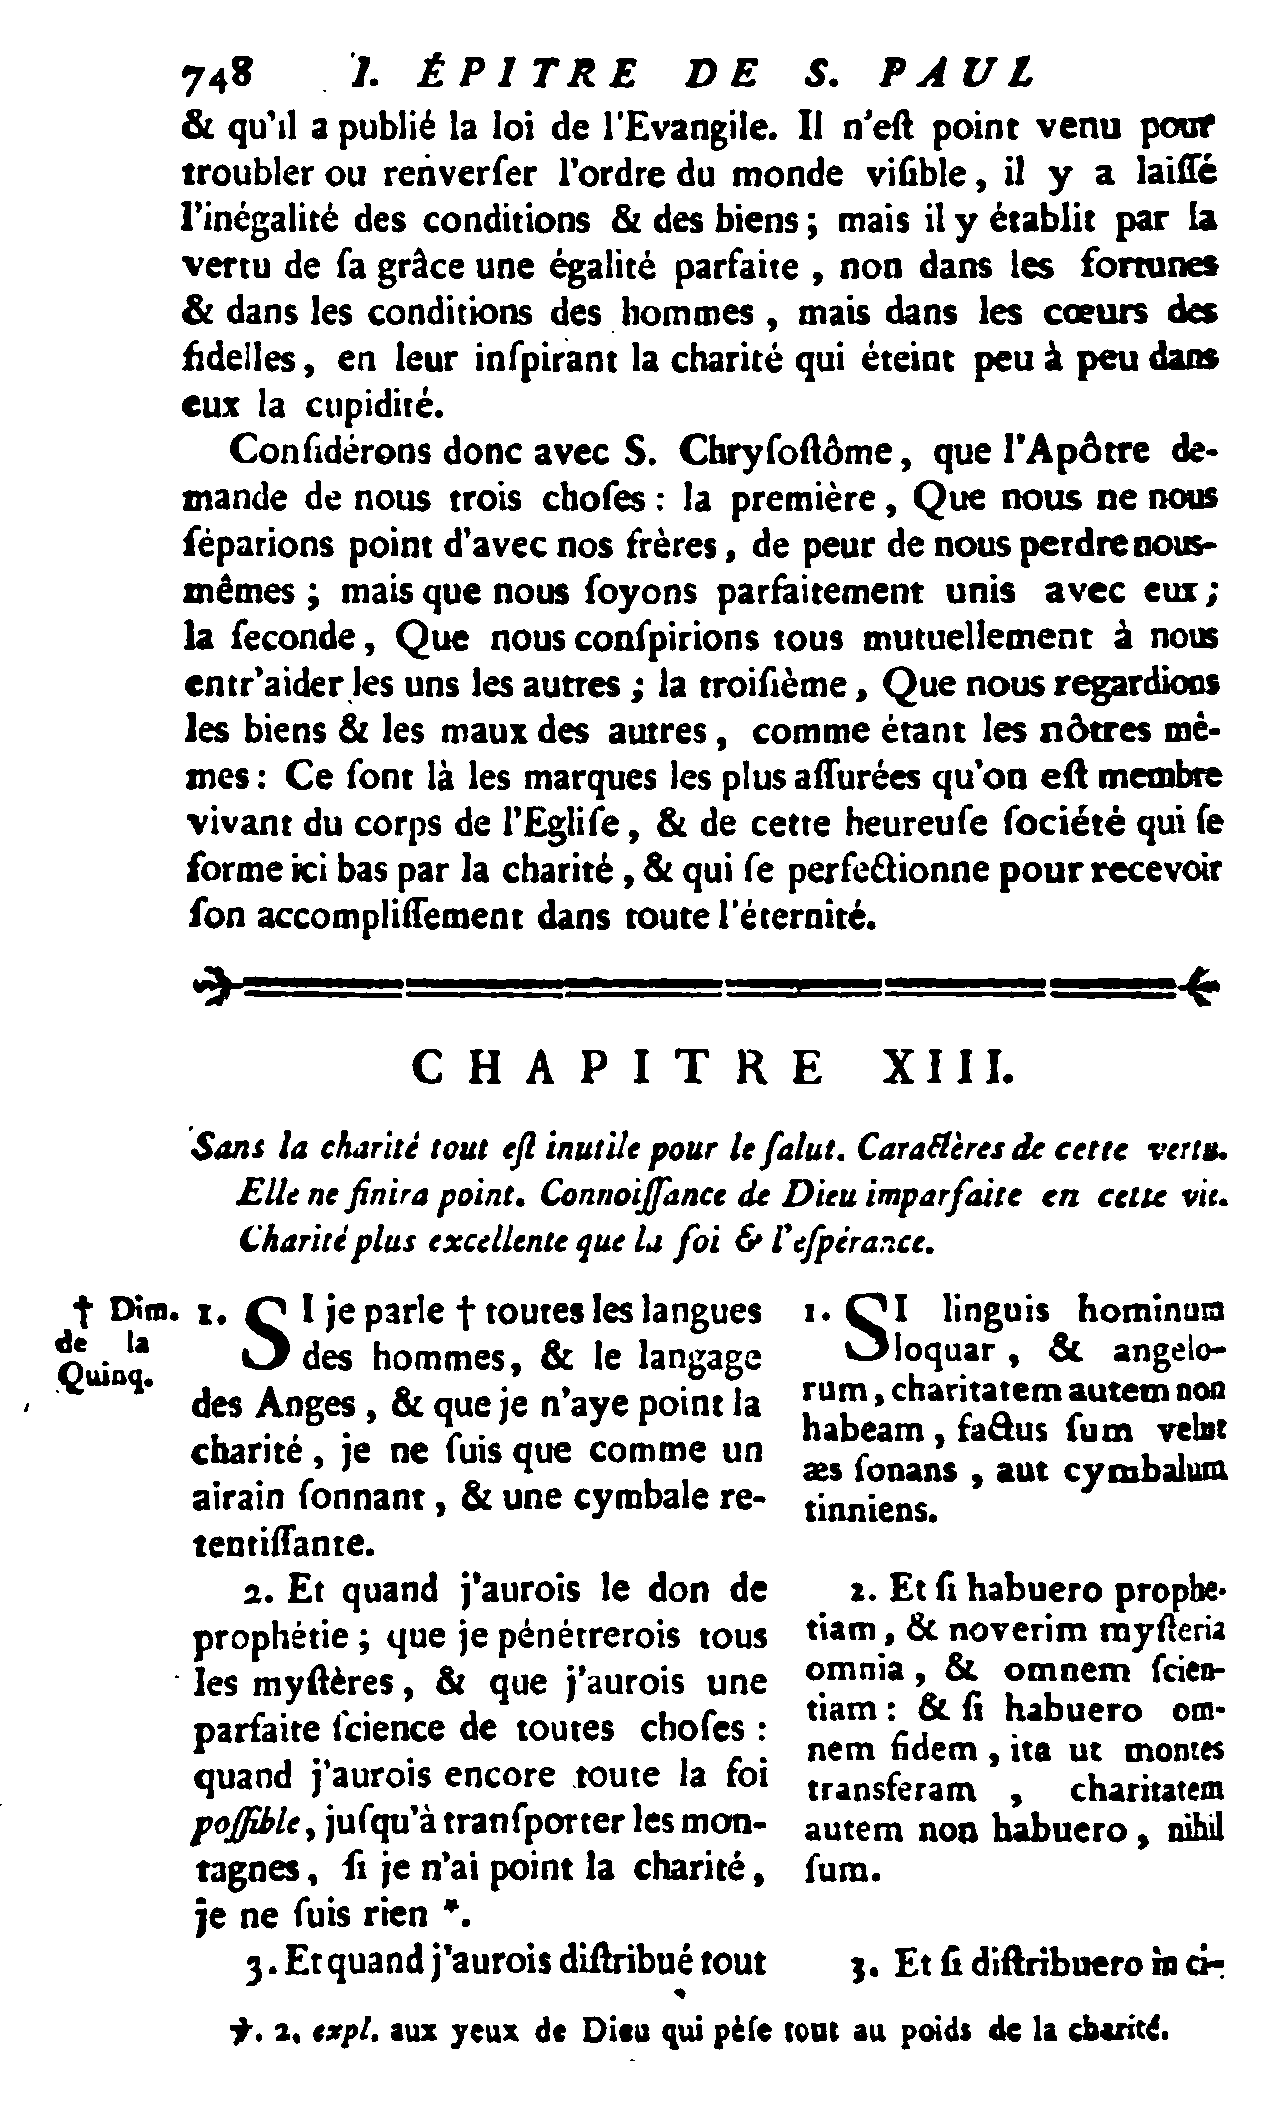 748 I. ÉPITRE DE S. PAUL
& qu'il a publié la loi de l'Evangile. Il n'eſt point venu pour
troubler ou renverſer l'ordre du monde viſible, il y a laiſſé
l'inégalité des conditions & des biens; mais il y établit par la
vertu de ſa grâce une égalité parfaite, non dans les fortunes
& dans les conditions des hommes, mais dans les cœurs des
fidelles, en leur inſpirant la charité qui éteint peu à peu dans
eux la cupidité.
Conſidérons donc avec S. Chryſoſtôme, que l'Apôtre de-
mande de nous trois choſes: la première, Que nous ne nous
ſéparions point d'avec nos frères, de peur de nous perdre nous-
mêmes; mais que nous ſoyons parfaitement unis avec eux;
la ſeconde, Que nous conſpirions tous mutuellement à nous
entr'aider les uns les autres; la troiſième, Que nous regardions
les biens & les maux des autres, comme étant les nôtres mê-
mes: Ce ſont là les marques les plus aſſurées qu'on eſt membre
vivant du corps de l'Egliſe, & de cette heureuſe ſociété qui ſe
forme ici bas par la charité, & qui ſe perfectionne pour recevoir
ſon accompliſſement dans toute l'éternité.
CHAPITRE XIII.
Sans la charité tout eſt inutile pour le ſalut. Caractères de cette vertu.
Elle ne finira point. Connoiſſance de Dieu imparfaite en cette vie.
Charité plus excellente que la foi & l'eſpérance.
† Dim.
de la
Quinq.
1. SI je parle † toutes les langues
des hommes, & le langage
des Anges, & que je n'aye point la
charité, je ne ſuis que comme un
airain ſonnant, & une cymbale re-
tentiſſante.
2. Et quand j'aurois le don de
prophétie; que je pénétrerois tous
les myſtères, & que j'aurois une
parfaite ſcience de toutes choſes:
quand j'aurois encore toute la foi
poſſible, juſqu'à tranſporter les mon-
tagnes, ſi je n'ai point la charité,
je ne ſuis rien *.
3. Et quand j'aurois diſtribué tout
1. SI linguis hominum
loquar, & angelo-
rum, charitatem autem non
habeam, factus ſum velut
æs ſonans, aut cymbalum
tinniens.
2. Et ſi habuero prophe-
tiam, & noverim myſteria
omnia, & omnem ſcien-
tiam: & ſi habuero om-
nem fidem, ita ut montes
transferam, charitatem
autem non habuero, nihil
ſum.
3. Et ſi diſtribuero in ci-
℣. 2. expl. aux yeux de Dieu qui pèſe tout au poids de la charité.